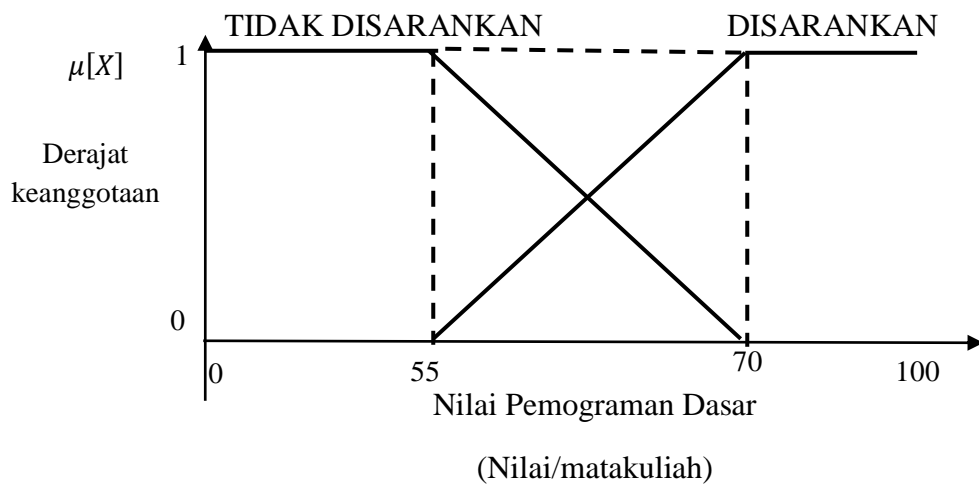 TIDAK DISARANKAN DISARANKAN
1
μ[X]
Derajat
keanggotaan
0
0 55 70 100
Nilai Pemograman Dasar
(Nilai/matakuliah)